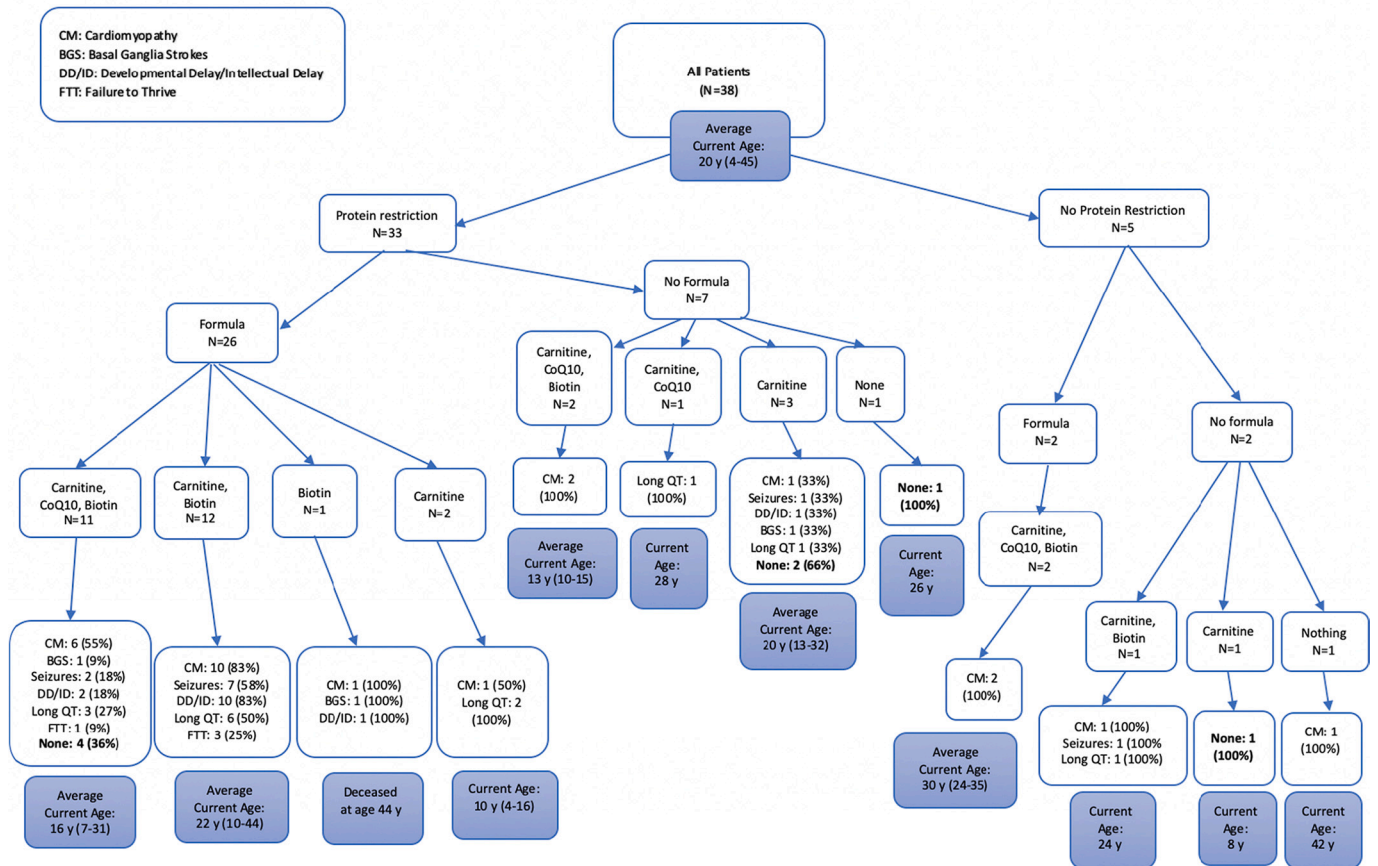 CM: Cardiomyopathy
BGS: Basal Ganglia Strokes
DD/ID: Developmental Delay/Intellectual Delay
FTT: Failure to Thrive
All Patients
(N=38)
Average
Current Age:
20 y (4-45)
Protein restriction
N=33
No Protein Restriction
N=5
Formula
N=26
No Formula
N=7
Formula
N=2
No formula
N=2
Carnitine,
CoQ10, Biotin
N=11
Carnitine,
Biotin
N=12
Biotin
N=1
Carnitine
N=2
Carnitine,
CoQ10,
Biotin
N=2
Carnitine,
CoQ10
N=1
Carnitine
N=3
None
N=1
Carnitine,
CoQ10, Biotin
N=2
Carnitine,
Biotin
N=1
Carnitine
N=1
Nothing
N=1
CM: 6 (55%)
BGS: 1 (9%)
Seizures: 2 (18%)
DD/ID: 2 (18%)
Long QT: 3 (27%)
FTT: 1 (9%)
None: 4 (36%)
CM: 10 (83%)
Seizures: 7 (58%)
DD/ID: 10 (83%)
Long QT: 6 (50%)
FTT: 3 (25%)
CM: 1 (100%)
BGS: 1 (100%)
DD/ID: 1 (100%)
CM: 1 (50%)
Long QT: 2
(100%)
CM: 2
(100%)
Long QT: 1
(100%)
CM: 1 (33%)
Seizures: 1 (33%)
DD/ID: 1 (33%)
BGS: 1 (33%)
Long QT 1 (33%)
None: 2 (66%)
None: 1
(100%)
CM: 2
(100%)
CM: 1 (100%)
Seizures: 1 (100%
Long QT: 1 (100%)
None: 1
(100%)
CM: 1
(100%)
Average
Current Age:
16 y (7-31)
Average
Current Age:
22 y (10-44)
Deceased
at age 44 y
Current Age:
10 y (4-16)
Average
Current Age:
13 y (10-15)
Current
Age:
28 y
Average
Current Age:
20 y (13-32)
Current
Age:
26 y
Average
Current Age:
30 y (24-35)
Current
Age:
24 y
Current
Age:
8 y
Current
Age:
42 y